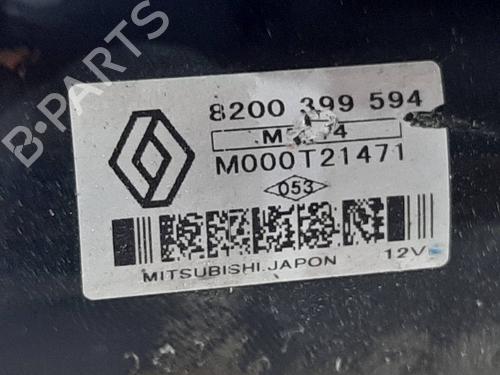 B-PARTS
8200 399 594
M000T21471
053
MITSUBISHI.JAPON 12V